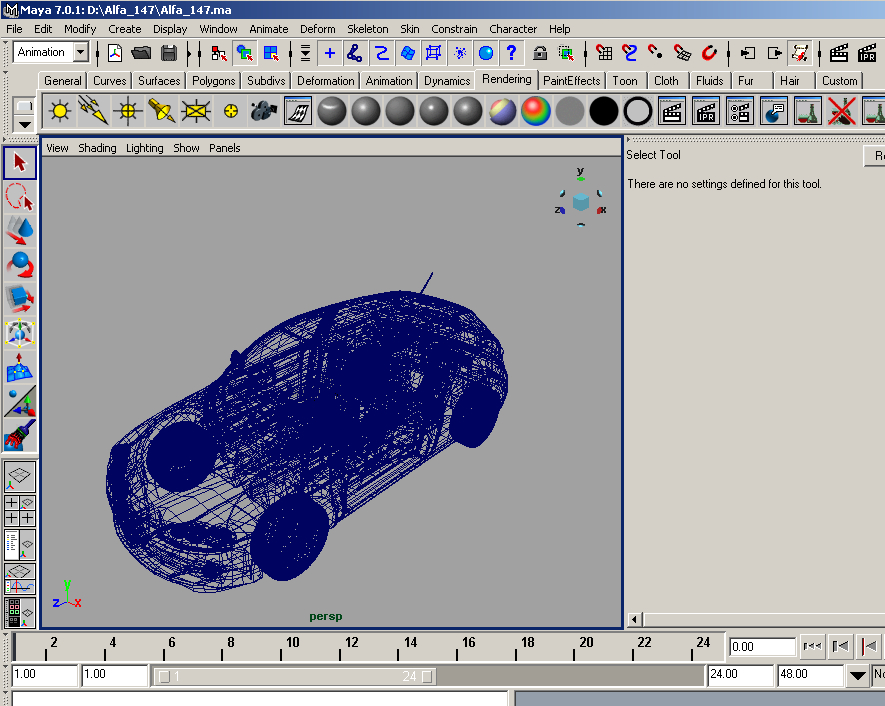 Maya 7.0.1: D:\Alfa_147\Alfa_147.ma
File Edit Modify Create Display Window Animate Deform Skeleton Skin Constrain Character Help
Animation
General Curves Surfaces Polygons Subdivs Deformation Animation Dynamics Rendering PaintEffects Toon Cloth Fluids Fur Hair Custom
IPR
IPR
View Shading Lighting Show Panels
Select Tool
Re
There are no settings defined for this tool.
y
z x
Y
Z X
persp
2 4 6 8 10 12 14 16 18 20 22 24
0.00
1.00 1.00 1 24 24.00 48.00 No